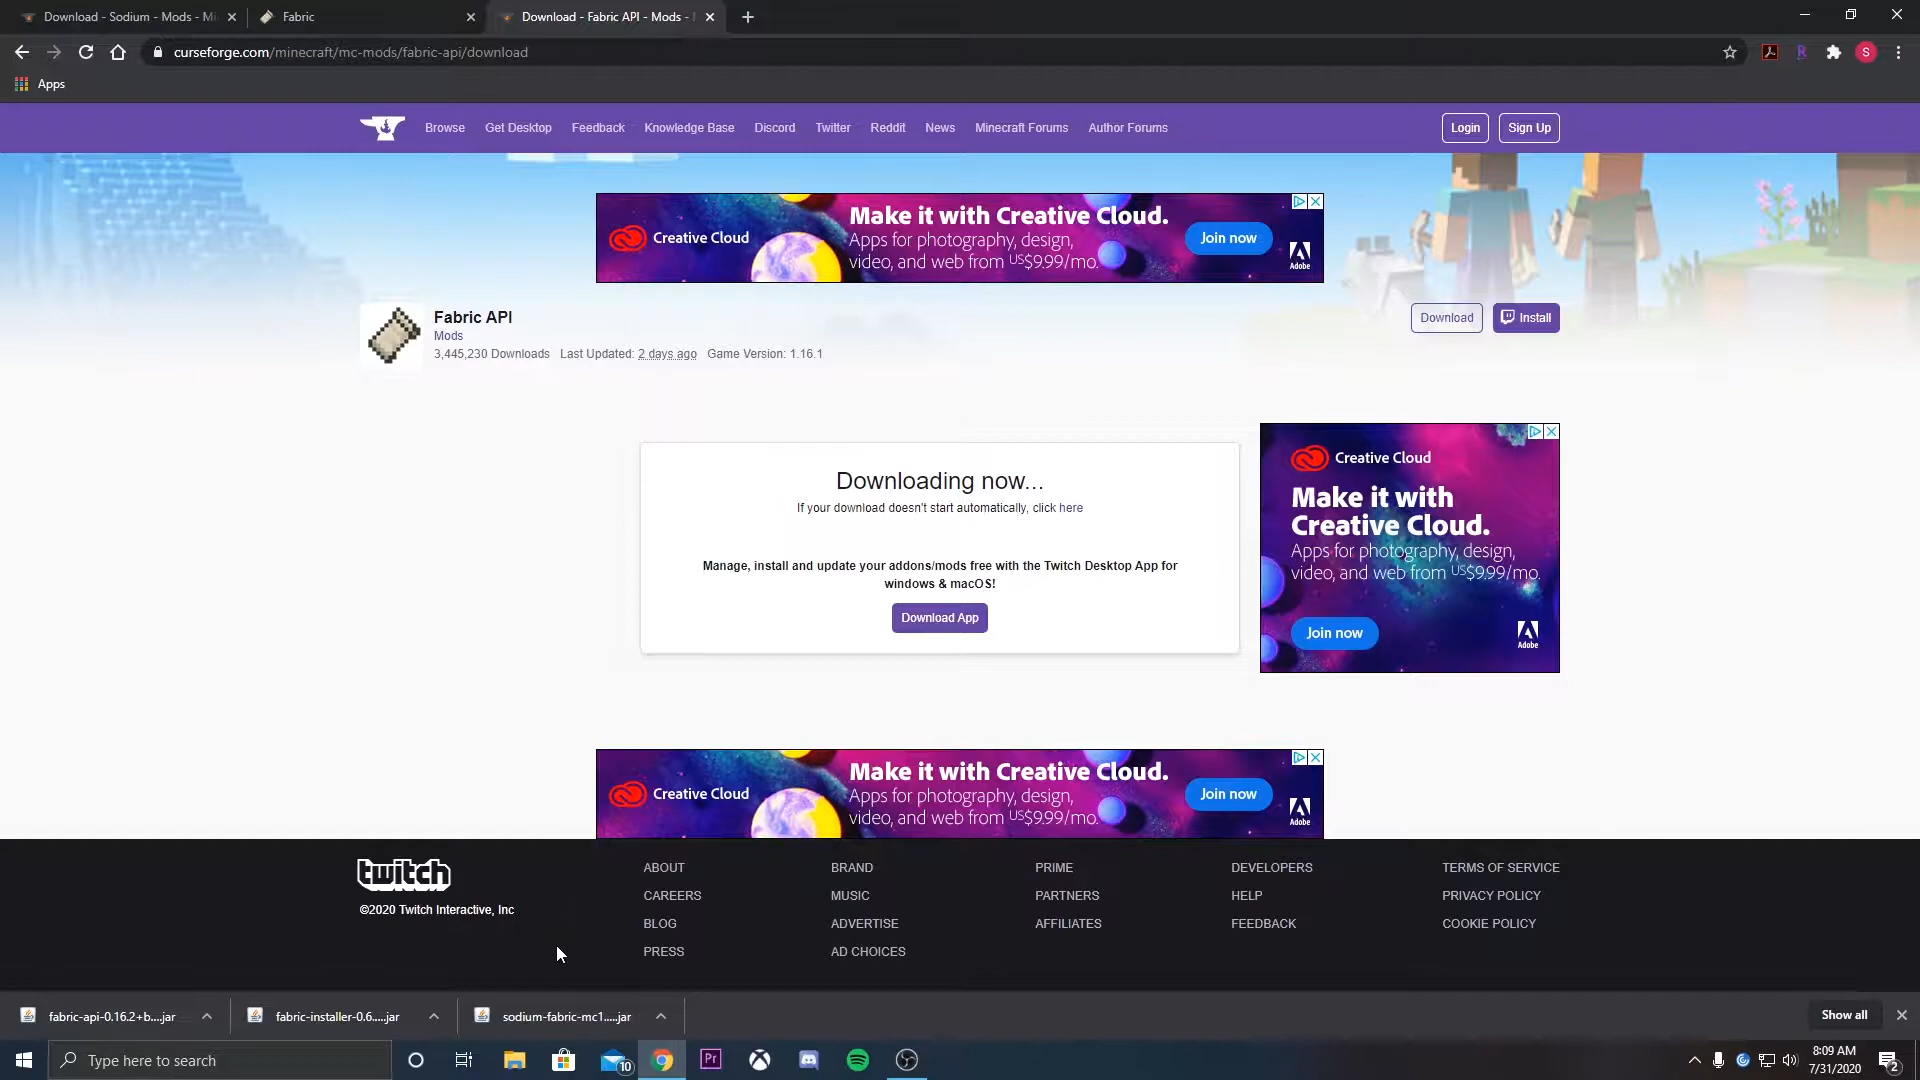 Download - Sodium - Mods - Mi
Fabric
Download - Fabric API - Mods -
curseforge.com/minecraft/mc-mods/fabric-api/download
S
Apps
Browse
Get Desktop
Feedback
Knowledge Base
Discord
Twitter
Reddit
News
Minecraft Forums
Author Forums
Login
Sign Up
Creative Cloud
Make it with Creative Cloud.
Apps for photography, design,
video, and web from US$9.99/mo.
Join now
Adobe
Fabric API
Mods
3,445,230 Downloads Last Updated: 2 days ago Game Version: 1.16.1
Download
Install
Downloading now...
If your download doesn't start automatically, click here
Manage, install and update your addons/mods free with the Twitch Desktop App for
windows & macOS!
Download App
Creative Cloud
Make it with
Creative Cloud.
Apps for photography, design,
video, and web from US$9.99/mo.
Join now
Adobe
Creative Cloud
Make it with Creative Cloud.
Apps for photography, design,
video, and web from US$9.99/mo.
Join now
Adobe
twitch
©2020 Twitch Interactive, Inc
ABOUT
CAREERS
BLOG
PRESS
BRAND
MUSIC
ADVERTISE
AD CHOICES
PRIME
PARTNERS
AFFILIATES
DEVELOPERS
HELP
FEEDBACK
TERMS OF SERVICE
PRIVACY POLICY
COOKIE POLICY
fabric-api-0.16.2+b....jar
fabric-installer-0.6.....jar
sodium-fabric-mc1.....jar
Show all
Type here to search
10
Pr
8:09 AM
7/31/2020
2